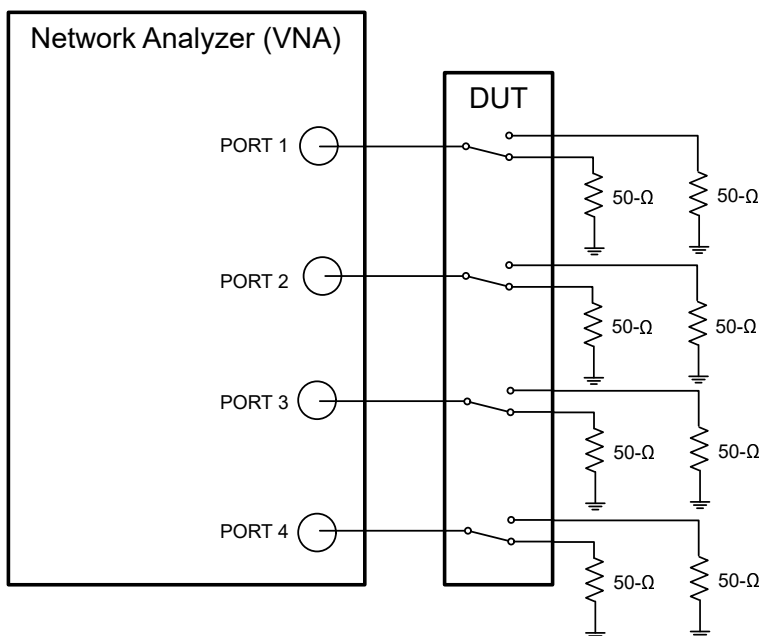 Network Analyzer (VNA)
DUT
PORT 1
50-Ω
50-Ω
PORT 2
50-Ω
50-Ω
PORT 3
50-Ω
50-Ω
PORT 4
50-Ω
50-Ω